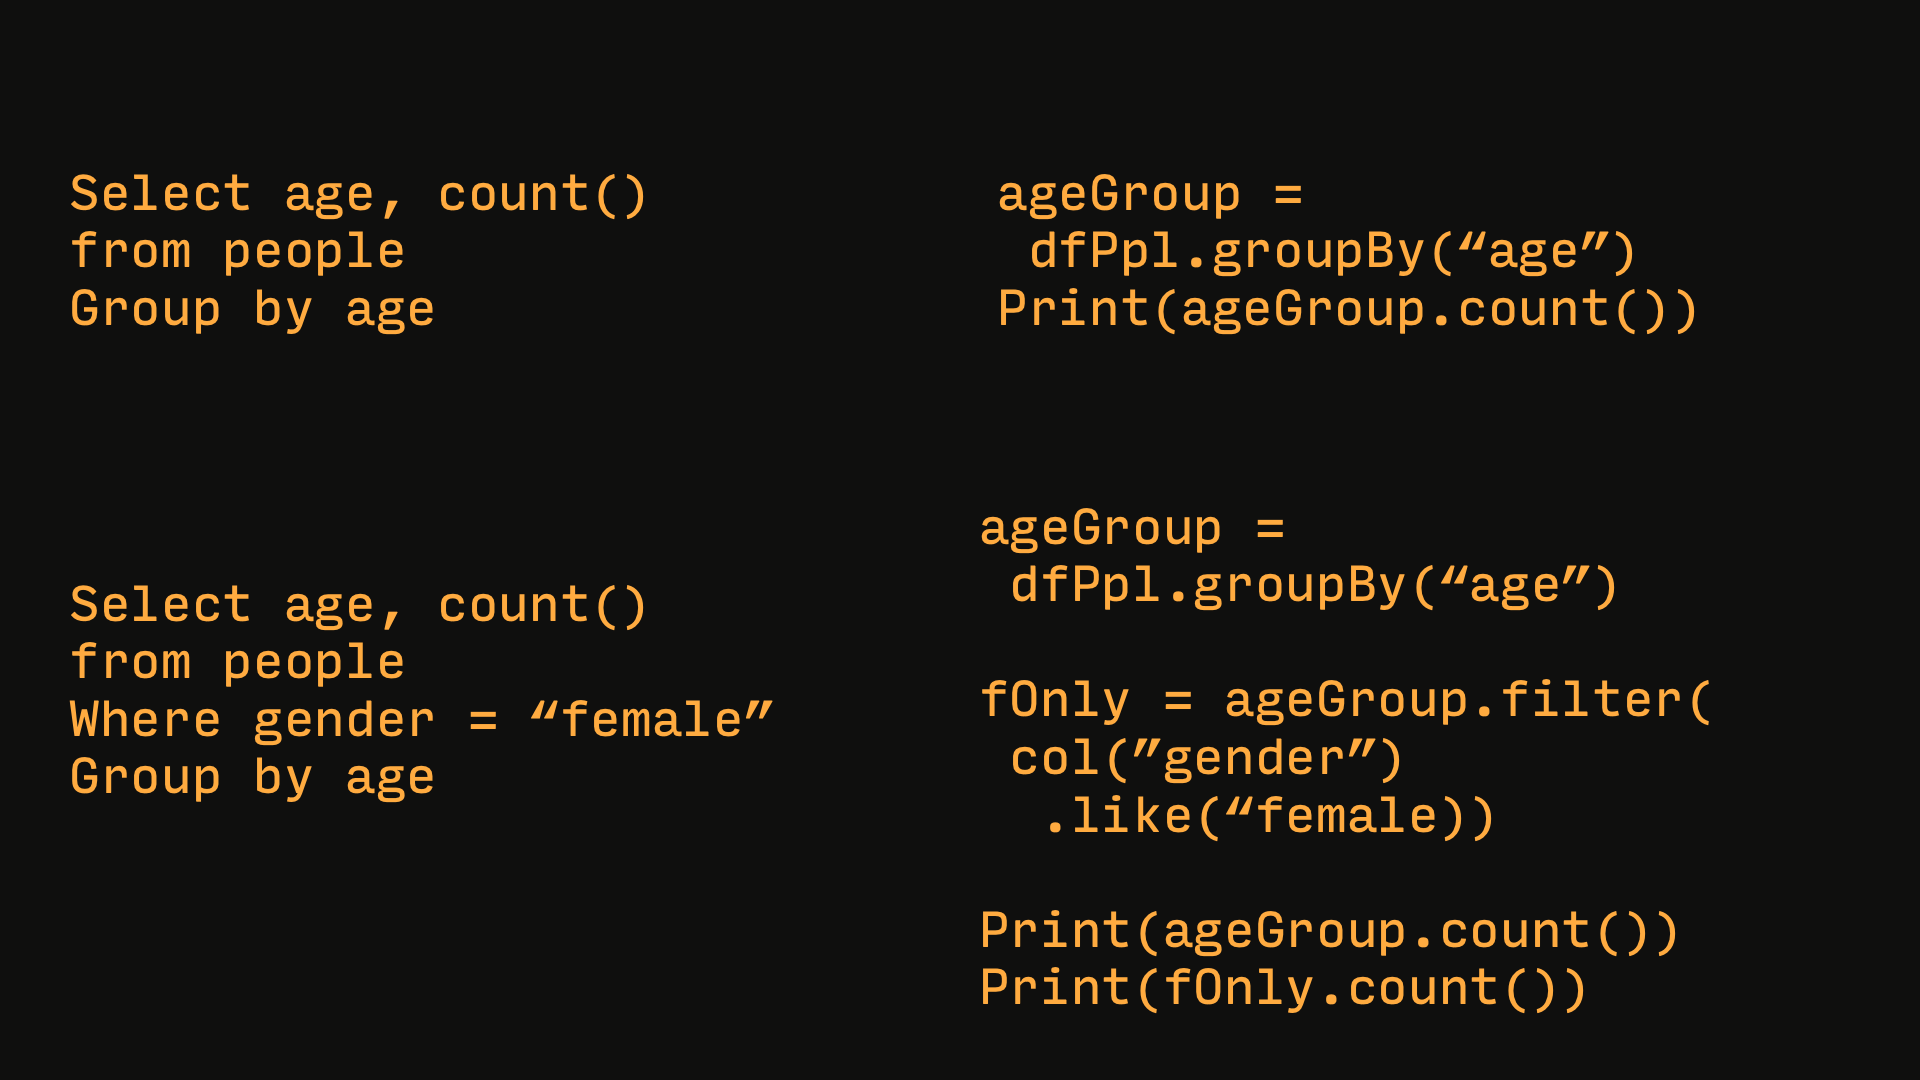 Select age, count()
from people
Group by age
ageGroup =
dfPpl.groupBy(“age”)
Print(ageGroup.count())
Select age, count()
from people
Where gender = “female”
Group by age
ageGroup =
dfPpl.groupBy(“age”)
fOnly = ageGroup.filter(
col(”gender”)
.like(“female))
Print(ageGroup.count())
Print(fOnly.count())